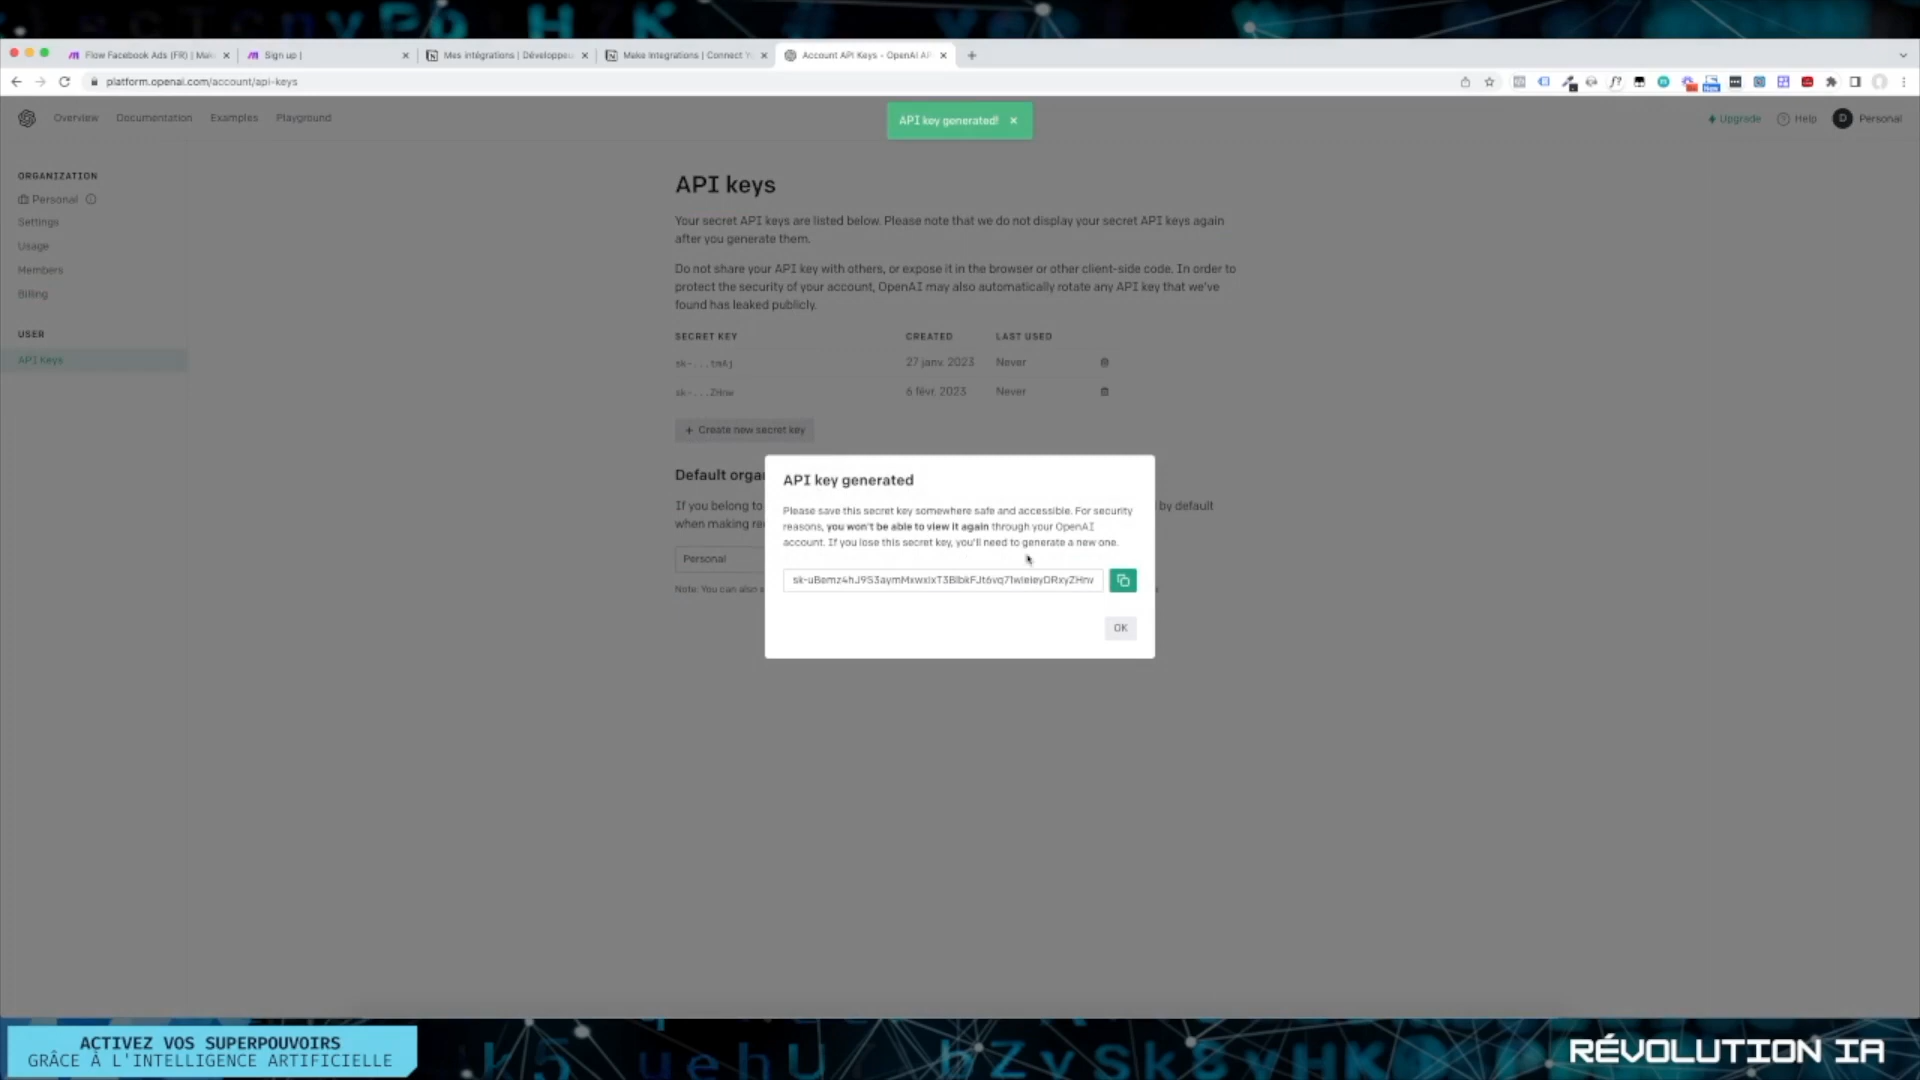 Flow Facebook Ads (FR) | Mak
Sign up |
Mes intégrations | Développeu
Make Integrations | Connect Y
Account API Keys - OpenAI AP
platform.openai.com/account/api-keys
Overview
Documentation
Examples
Playground
API key generated!
Upgrade
Help
D
Personal
ORGANIZATION
Personal
Settings
Usage
Members
Billing
USER
API Keys
API keys
Your secret API keys are listed below. Please note that we do not display your secret API keys again
after you generate them.
Do not share your API key with others, or expose it in the browser or other client-side code. In order to
protect the security of your account, OpenAI may also automatically rotate any API key that we've
found has leaked publicly.
SECRET KEY CREATED LAST USED
sk-...tmAj 27 janv. 2023 Never
sk-...ZHnw 6 févr. 2023 Never
+ Create new secret key
Default orga
If you belong to by default
when making re
Personal
Note: You can also s
API key generated
Please save this secret key somewhere safe and accessible. For security
reasons, you won't be able to view it again through your OpenAI
account. If you lose this secret key, you'll need to generate a new one.
OK
ACTIVEZ VOS SUPERPOUVOIRS
GRÂCE À L'INTELLIGENCE ARTIFICIELLE
RÉVOLUTION IA